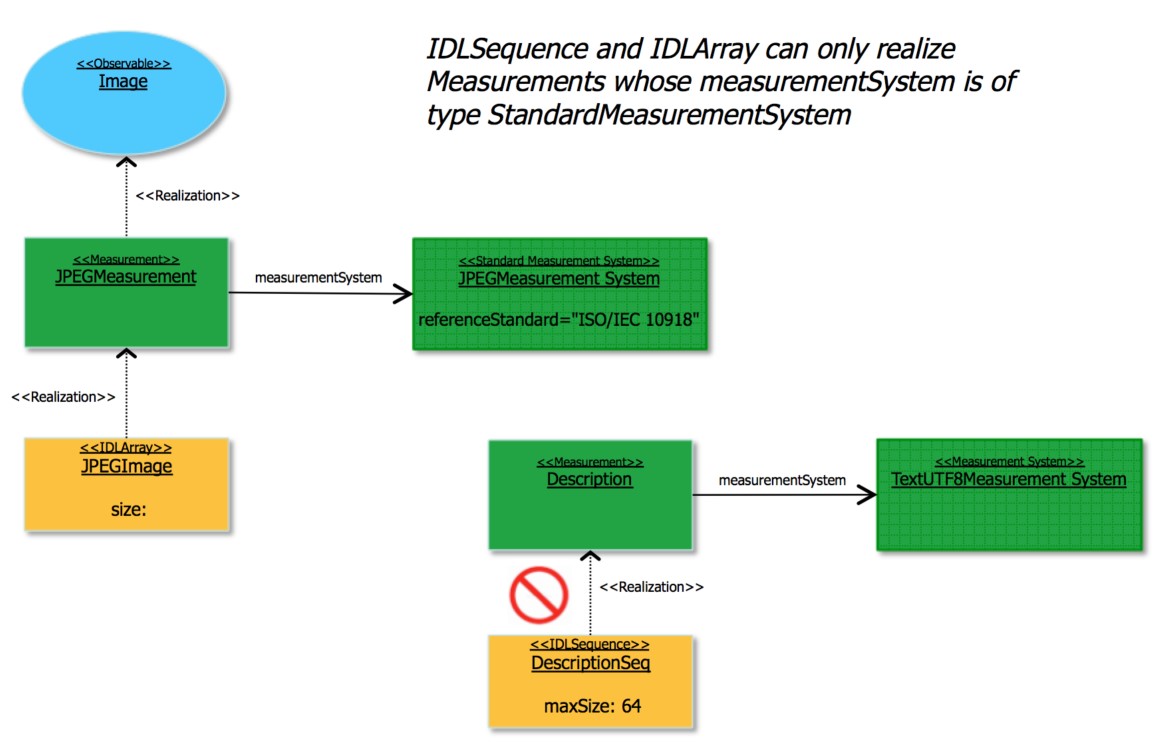 IDLSequence and IDLArray can only realize
Measurements whose measurementSystem is of
type StandardMeasurementSystem
<<Observable>>
Image
<<Realization>>
<<Measurement>>
JPEGMeasurement
measurementSystem
<<Standard Measurement System>>
JPEGMeasurement System
referenceStandard="ISO/IEC 10918"
<<Realization>>
<<IDLArray>>
JPEGImage
size:
<<Measurement>>
Description
measurementSystem
<<Measurement System>>
TextUTF8Measurement System
<<Realization>>
<<IDLSequence>>
DescriptionSeq
maxSize: 64